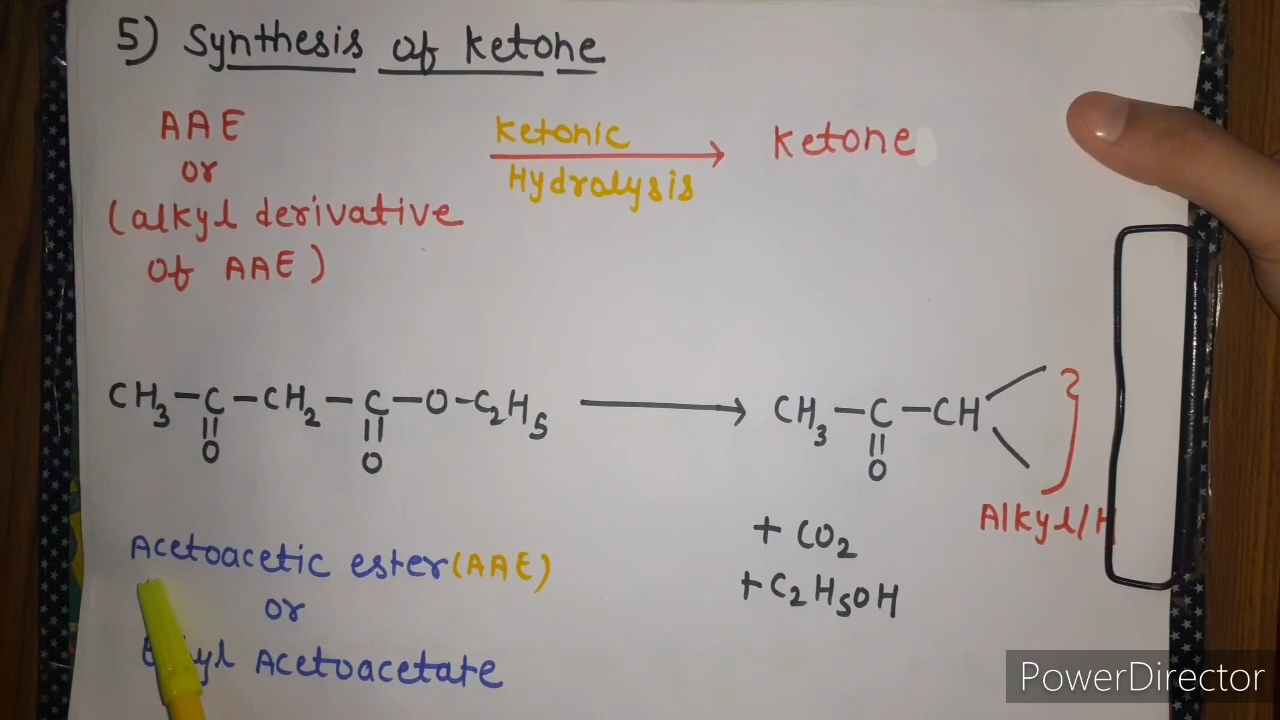 5) Synthesis of Ketone
AAE
or
(alkyl derivative
of AAE)
Ketonic
Hydralysis
Ketone
CH3-C-CH2-C-O-C2H5
O O
CH3-C-CH
O
Alkyl/H
+ CO2
+ C2H5OH
Acetoacetic ester (AAE)
or
Acetoacetate
PowerDirector